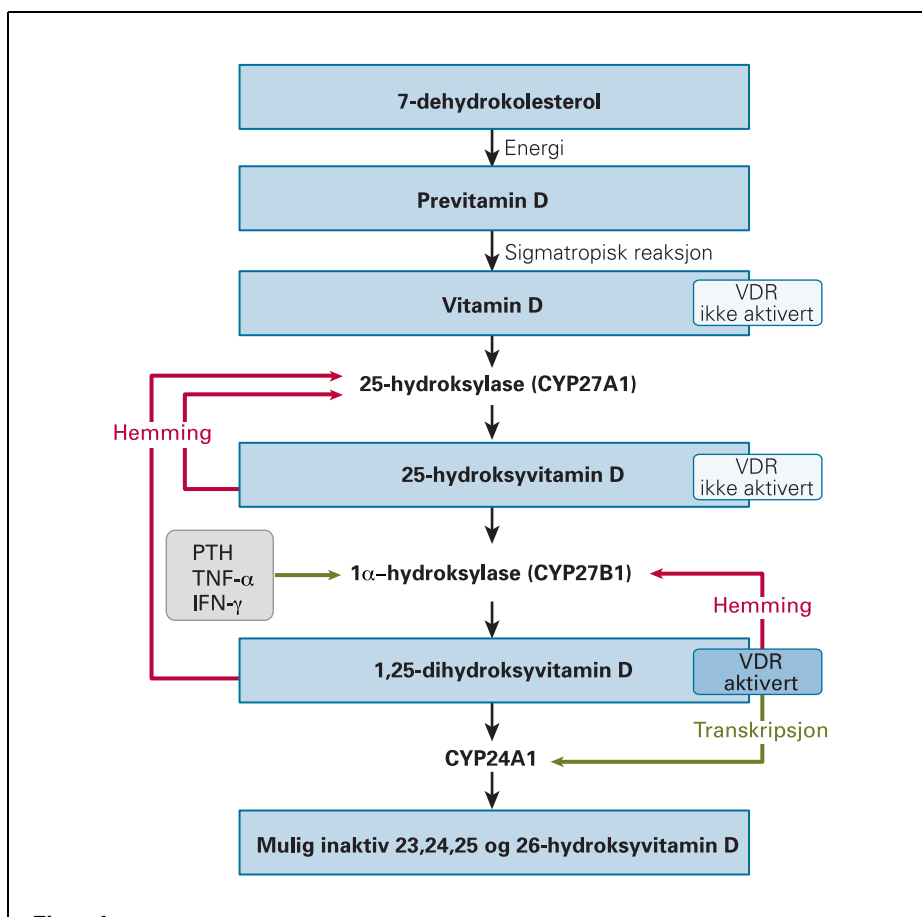 7-dehydrokolesterol
Energi
Previtamin D
Sigmatropisk reaksjon
Vitamin D
VDR
ikke aktivert
25-hydroksylase (CYP27A1)
Hemming
25-hydroksyvitamin D
VDR
ikke aktivert
PTH
TNF-α
IFN-γ
1α–hydroksylase (CYP27B1)
Hemming
1,25-dihydroksyvitamin D
VDR
aktivert
Transkripsjon
CYP24A1
Mulig inaktiv 23,24,25 og 26-hydroksyvitamin D